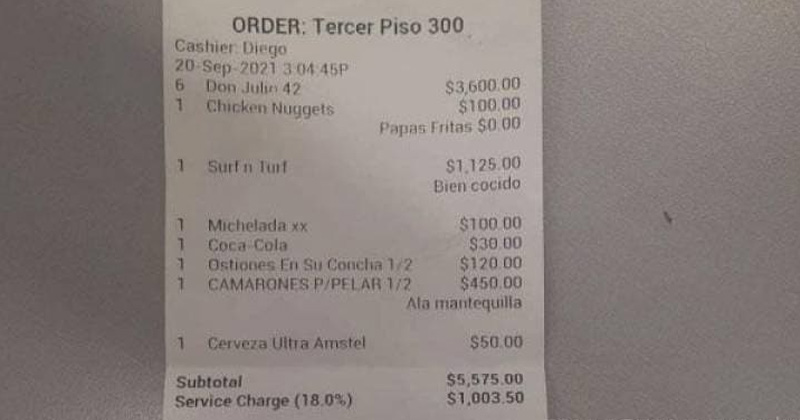 ORDER: Tercer Piso 300
Cashier: Diego
20-Sep-2021 3:04:45P
6 Don Julio 42 $3,600.00
1 Chicken Nuggets $100.00
Papas Fritas $0.00
1 Surf n Turf $1,125.00
Bien cocido
1 Michelada xx $100.00
1 Coca-Cola $30.00
1 Ostiones En Su Concha 1/2 $120.00
1 CAMARONES P/PELAR 1/2 $450.00
Ala mantequilla
1 Cerveza Ultra Amstel $50.00
Subtotal $5,575.00
Service Charge (18.0%) $1,003.50